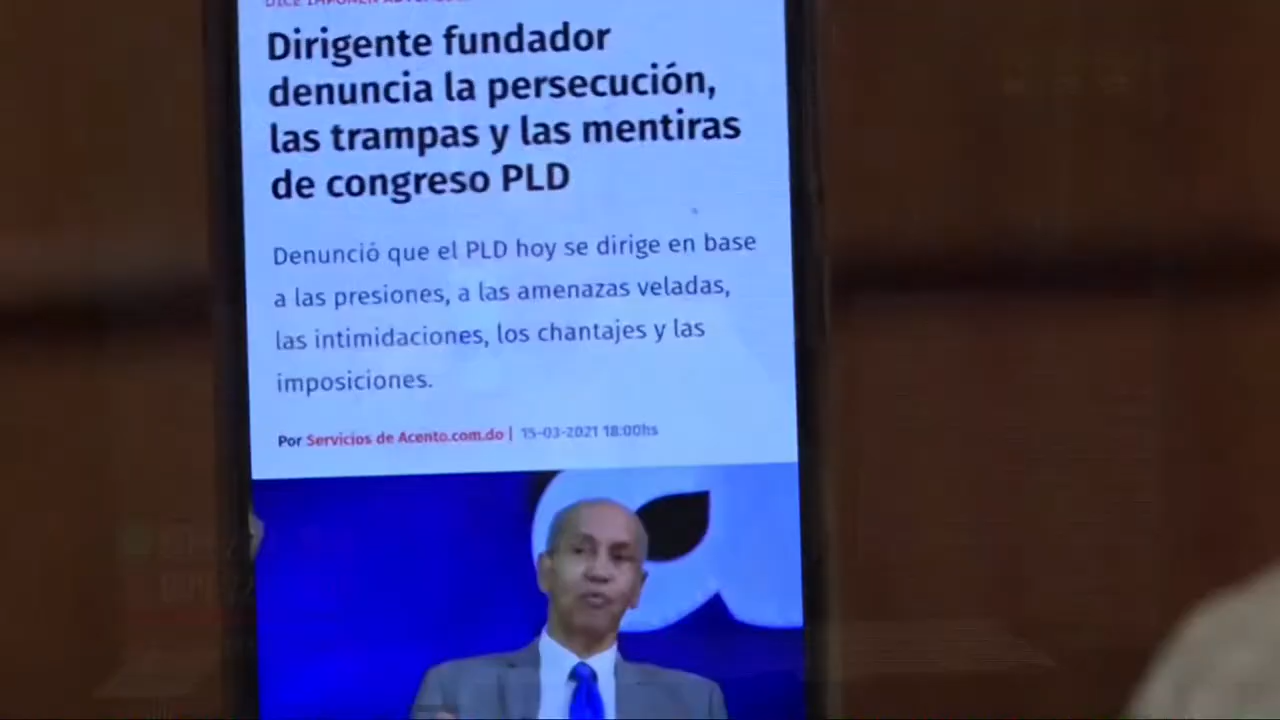 Dirigente fundador
denuncia la persecución,
las trampas y las mentiras
de congreso PLD
Denunció que el PLD hoy se dirige en base
a las presiones, a las amenazas veladas,
las intimidaciones, los chantajes y las
imposiciones.
Por Servicios de Acento.com.do | 15-03-2021 18:00hs